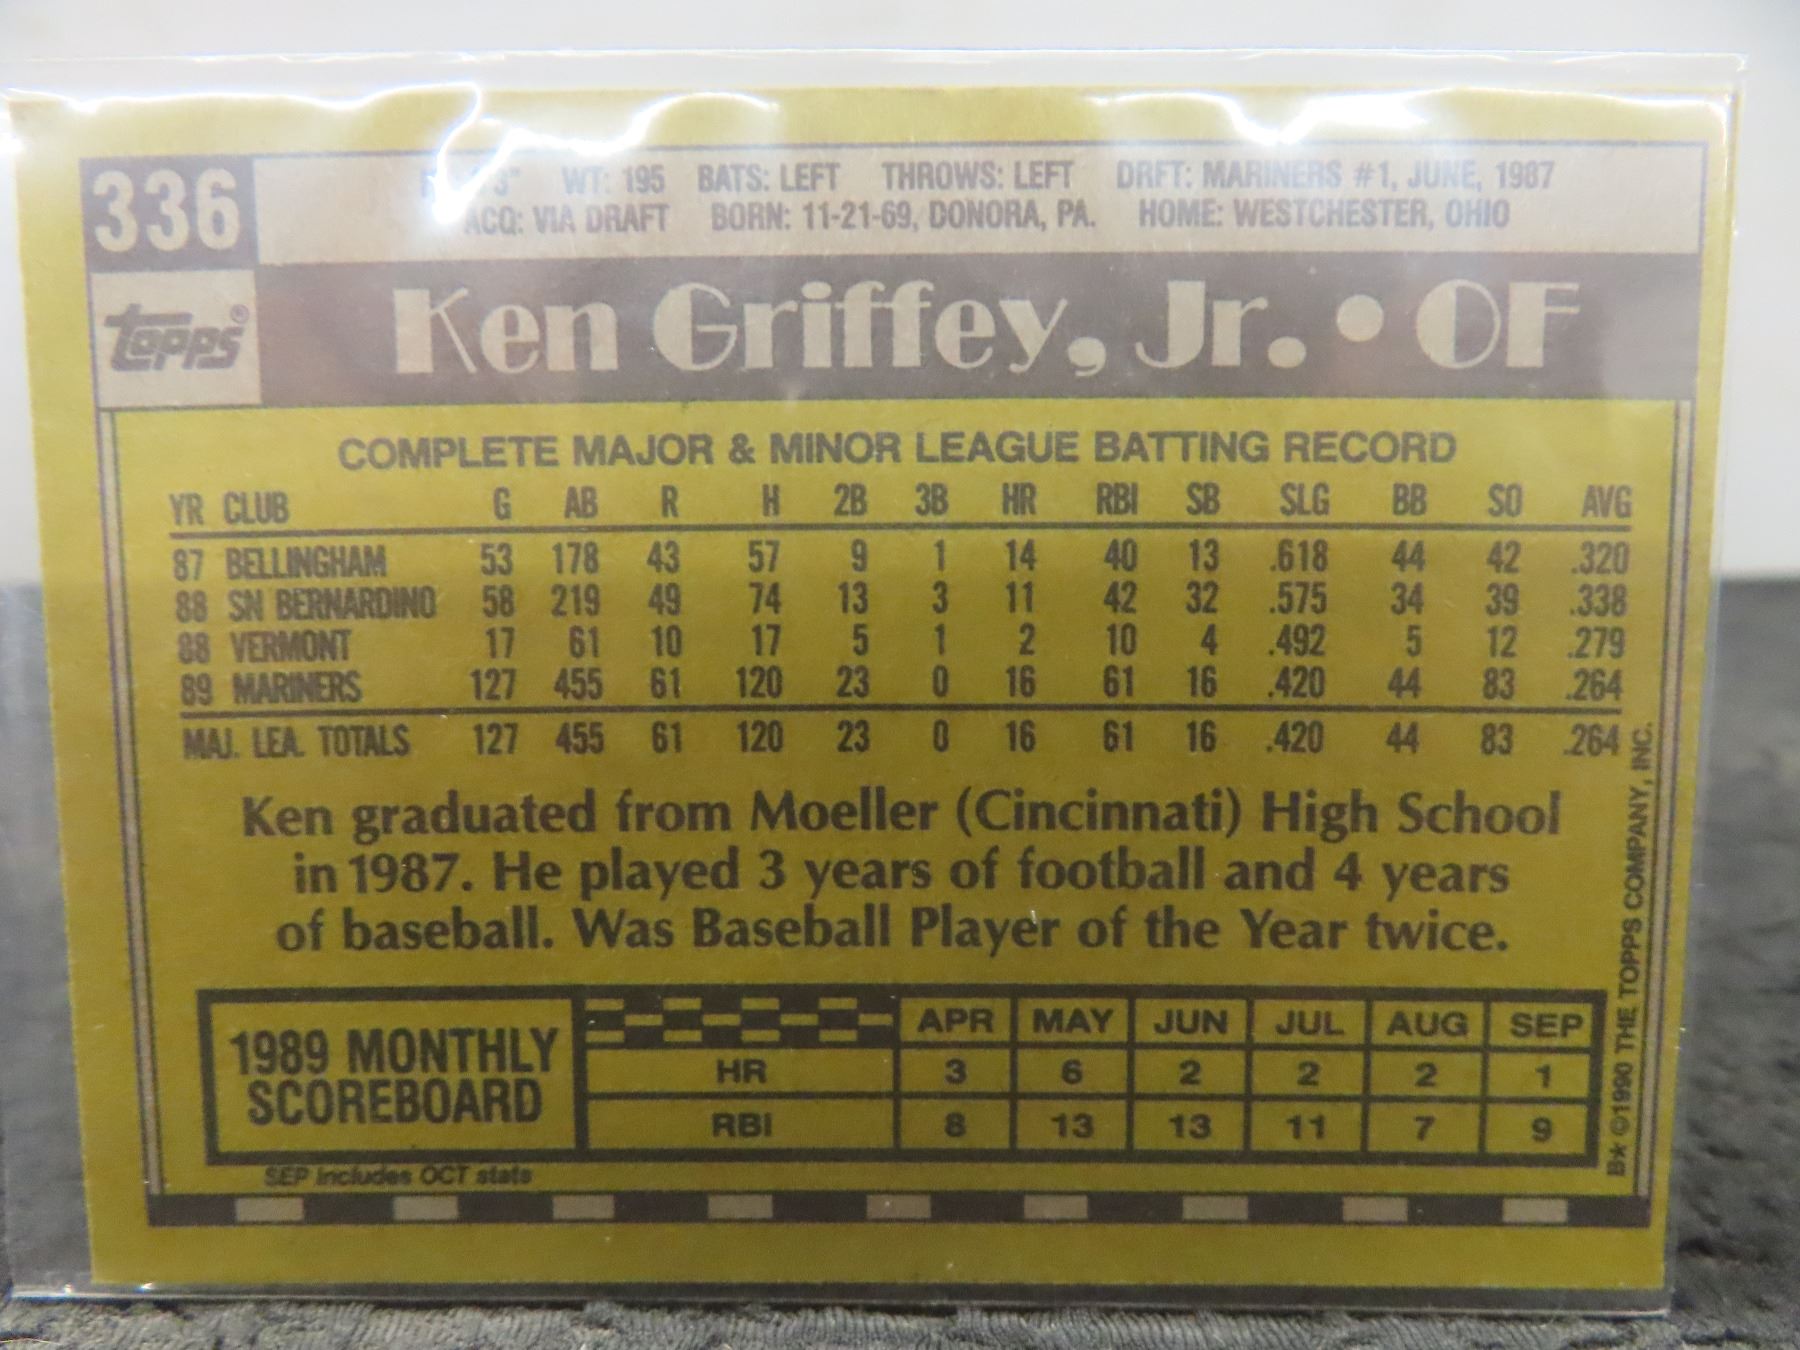 336 WT: 195 BATS: LEFT THROWS: LEFT DRFT: MARINERS #1, JUNE, 1987
ACQ: VIA DRAFT BORN: 11-21-69, DONORA, PA. HOME: WESTCHESTER, OHIO
topps® Ken Griffey, Jr. • OF
COMPLETE MAJOR & MINOR LEAGUE BATTING RECORD
YR CLUB G AB R H 2B 3B HR RBI SB SLG BB SO AVG
87 BELLINGHAM 53 178 43 57 9 1 14 40 13 .618 44 42 .320
88 SN BERNARDINO 58 219 49 74 13 3 11 42 32 .575 34 39 .338
88 VERMONT 17 61 10 17 5 1 2 10 4 .492 5 12 .279
89 MARINERS 127 455 61 120 23 0 16 61 16 .420 44 83 .264
MAJ. LEA. TOTALS 127 455 61 120 23 0 16 61 16 .420 44 83 .264
Ken graduated from Moeller (Cincinnati) High School
in 1987. He played 3 years of football and 4 years
of baseball. Was Baseball Player of the Year twice.
1989 MONTHLY
SCOREBOARD
APR MAY JUN JUL AUG SEP
HR 3 6 2 2 2 1
RBI 8 13 13 11 7 9
SEP includes OCT stats
B★ ©1990 THE TOPPS COMPANY, INC.